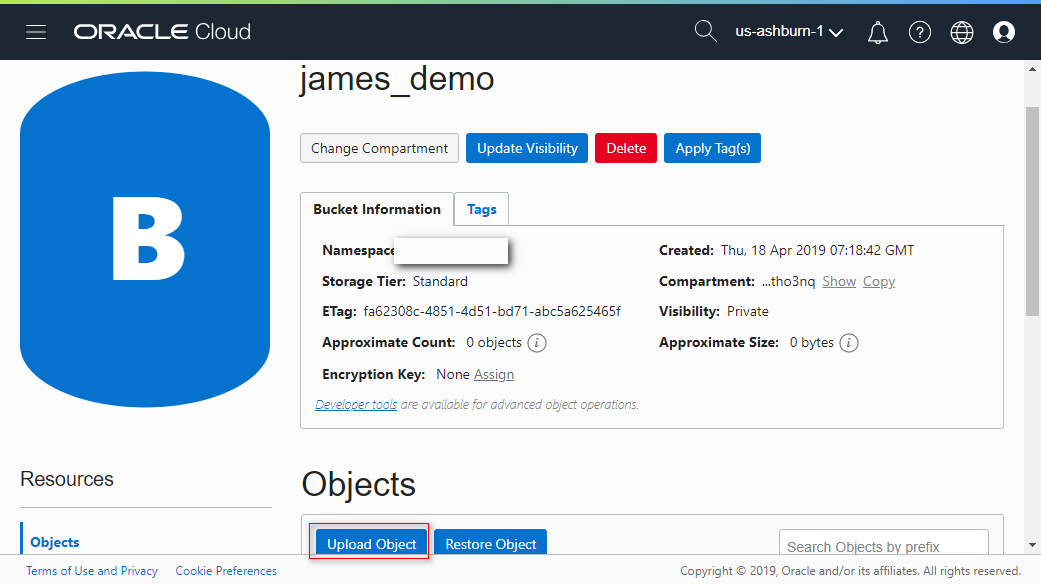 ORACLE Cloud us-ashburn-1
james_demo
B
Change Compartment Update Visibility Delete Apply Tag(s)
Bucket Information Tags
Namespace Created: Thu, 18 Apr 2019 07:18:42 GMT
Storage Tier: Standard Compartment: ...tho3nq Show Copy
ETag: fa62308c-4851-4d51-bd71-abc5a625465f Visibility: Private
Approximate Count: 0 objects i Approximate Size: 0 bytes i
Encryption Key: None Assign
Developer tools are available for advanced object operations.
Resources
Objects
Objects
Upload Object Restore Object Search Objects by prefix
Terms of Use and Privacy Cookie Preferences Copyright © 2019, Oracle and/or its affiliates. All rights reserved.